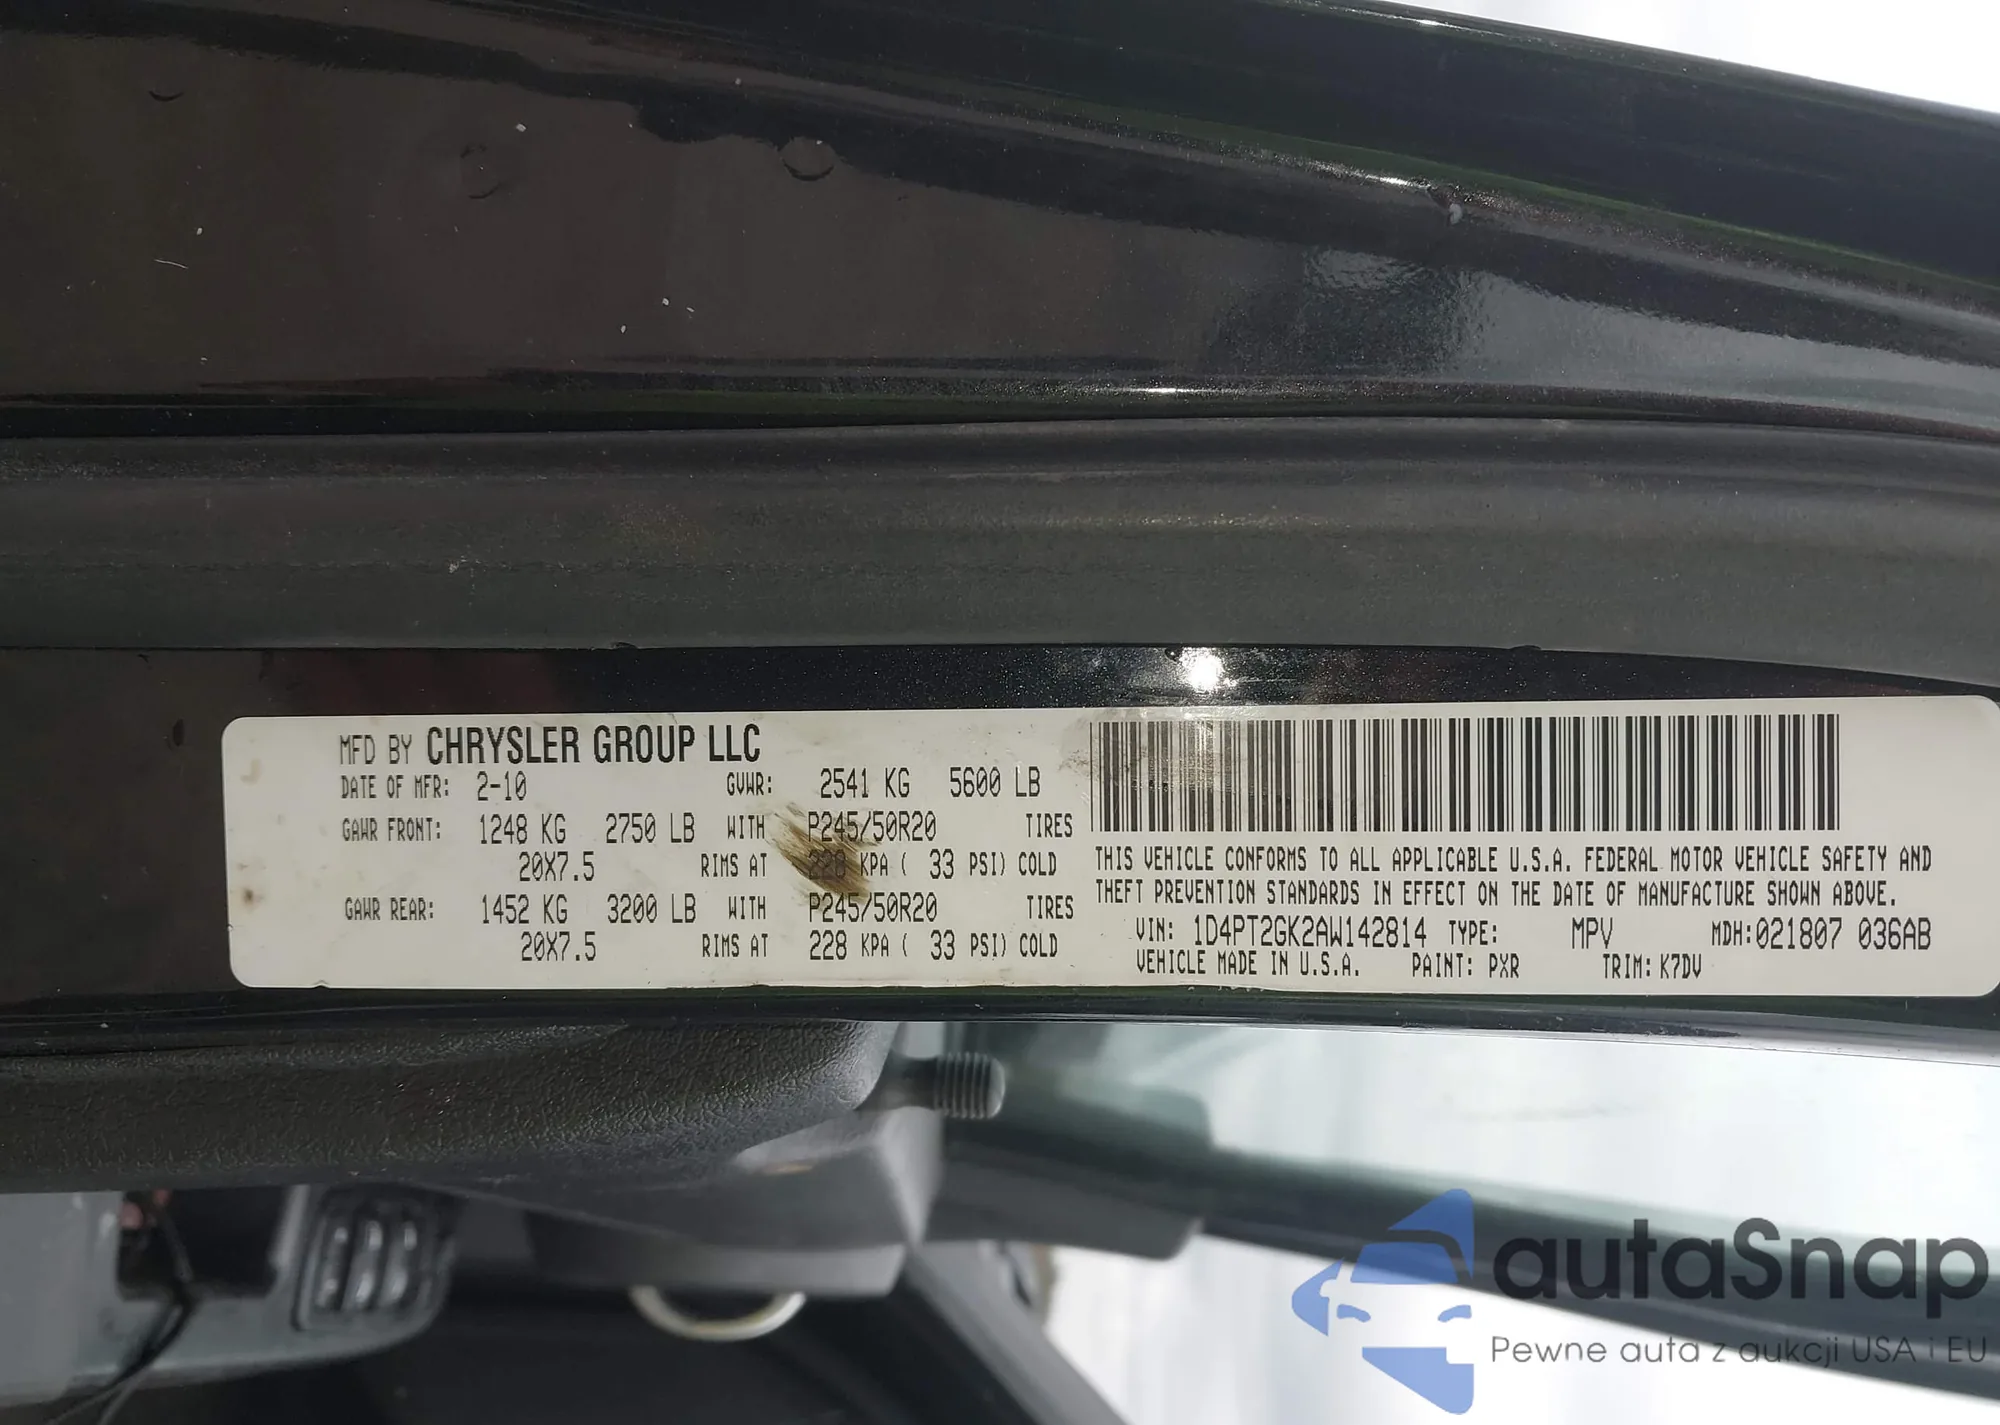 MFD BY CHRYSLER GROUP LLC
DATE OF MFR: 2-10 GVWR: 2541 KG 5600 LB
GAWR FRONT: 1248 KG 2750 LB WITH P245/50R20 TIRES
20X7.5 RIMS AT 228 KPA ( 33 PSI) COLD
GAWR REAR: 1452 KG 3200 LB WITH P245/50R20 TIRES
20X7.5 RIMS AT 228 KPA ( 33 PSI) COLD
THIS VEHICLE CONFORMS TO ALL APPLICABLE U.S.A. FEDERAL MOTOR VEHICLE SAFETY AND
THEFT PREVENTION STANDARDS IN EFFECT ON THE DATE OF MANUFACTURE SHOWN ABOVE.
VIN: 1D4PT2GK2AW142814 TYPE: MPV MDH:021807 036AB
VEHICLE MADE IN U.S.A. PAINT: PXR TRIM:K7DV
autaSnap
Pewne auta z aukcji USA i EU